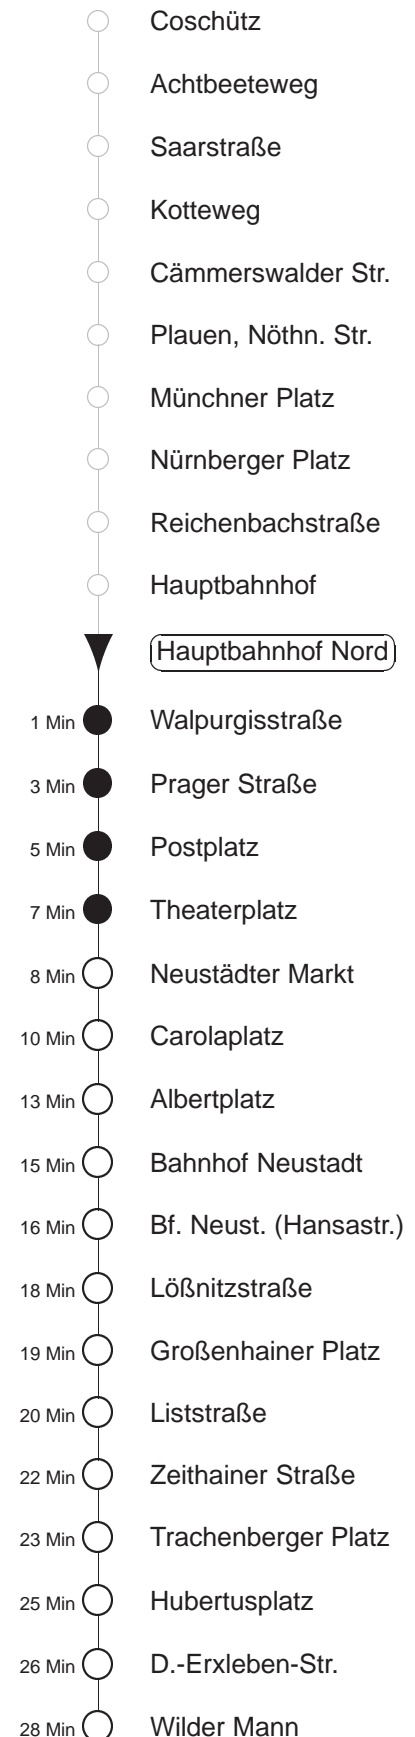 Coschütz
Achtbeeteweg
Saarstraße
Kotteweg
Cämmerswalder Str.
Plauen, Nöthn. Str.
Münchner Platz
Nürnberger Platz
Reichenbachstraße
Hauptbahnhof
Hauptbahnhof Nord
1 Min Walpurgisstraße
3 Min Prager Straße
5 Min Postplatz
7 Min Theaterplatz
8 Min Neustädter Markt
10 Min Carolaplatz
13 Min Albertplatz
15 Min Bahnhof Neustadt
16 Min Bf. Neust. (Hansastr.)
18 Min Lößnitzstraße
19 Min Großenhainer Platz
20 Min Liststraße
22 Min Zeithainer Straße
23 Min Trachenberger Platz
25 Min Hubertusplatz
26 Min D.-Erxleben-Str.
28 Min Wilder Mann